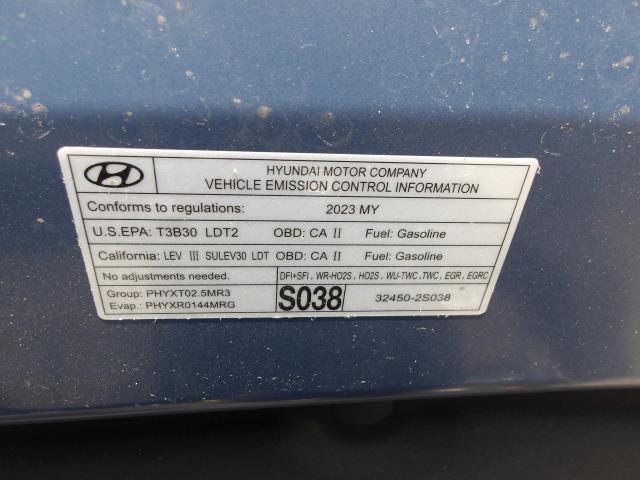 HYUNDAI MOTOR COMPANY
VEHICLE EMISSION CONTROL INFORMATION
Conforms to regulations: 2023 MY
U.S.EPA: T3B30 LDT2 OBD: CA II Fuel: Gasoline
California: LEV III SULEV30 LDT OBD: CA II Fuel: Gasoline
No adjustments needed. DFI+SFI, WR-HO2S, HO2S, WU-TWC, TWC, EGR, EGRC
Group: PHYXT02.5MR3
Evap.: PHYXR0144MRG
S038 32450-2S038